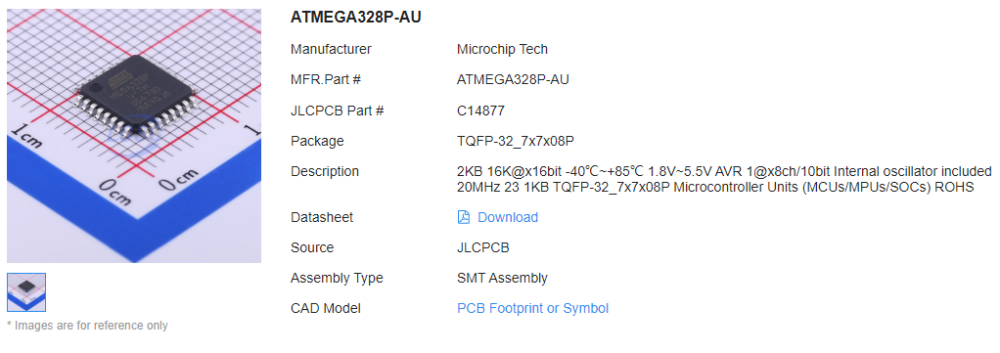 ATMEGA328P-AU
Manufacturer Microchip Tech
MFR.Part # ATMEGA328P-AU
JLCPCB Part # C14877
Package TQFP-32_7x7x08P
Description 2KB 16K@x16bit -40℃~+85℃ 1.8V~5.5V AVR 1@x8ch/10bit Internal oscillator included
20MHz 23 1KB TQFP-32_7x7x08P Microcontroller Units (MCUs/MPUs/SOCs) ROHS
Datasheet Download
Source JLCPCB
Assembly Type SMT Assembly
CAD Model PCB Footprint or Symbol
1cm
1
0
0cm
cm
* Images are for reference only